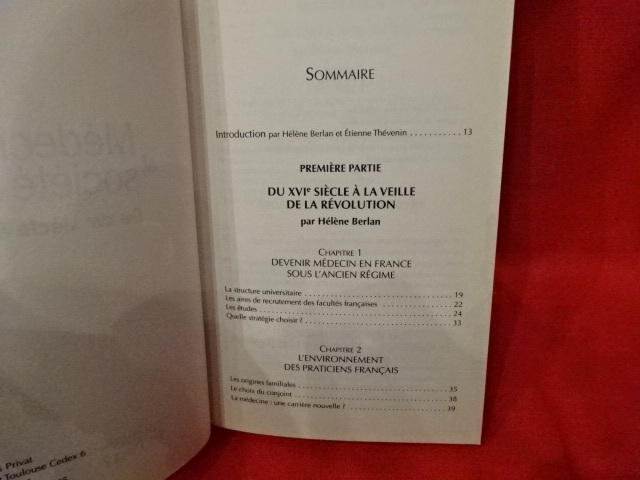 Médec
soc
De
s Privat
Toulouse Cedex 6
SOMMAIRE
Introduction par Hélène Berlan et Étienne Thévenin . . . . . . . . . . . 13
PREMIÈRE PARTIE
DU XVIe SIÈCLE À LA VEILLE
DE LA RÉVOLUTION
par Hélène Berlan
CHAPITRE 1
DEVENIR MÉDECIN EN FRANCE
SOUS L'ANCIEN RÉGIME
La structure universitaire . . . . . . . . . . 19
Les aires de recrutement des facultés françaises . . . . . . . . . . 22
Les études . . . . . . . . . . 24
Quelle stratégie choisir ? . . . . . . . . . . 33
CHAPITRE 2
L'ENVIRONNEMENT
DES PRATICIENS FRANÇAIS
Les origines familiales . . . . . . . . . . 35
Le choix du conjoint . . . . . . . . . . 38
La médecine : une carrière nouvelle ? . . . . . . . . . . 39